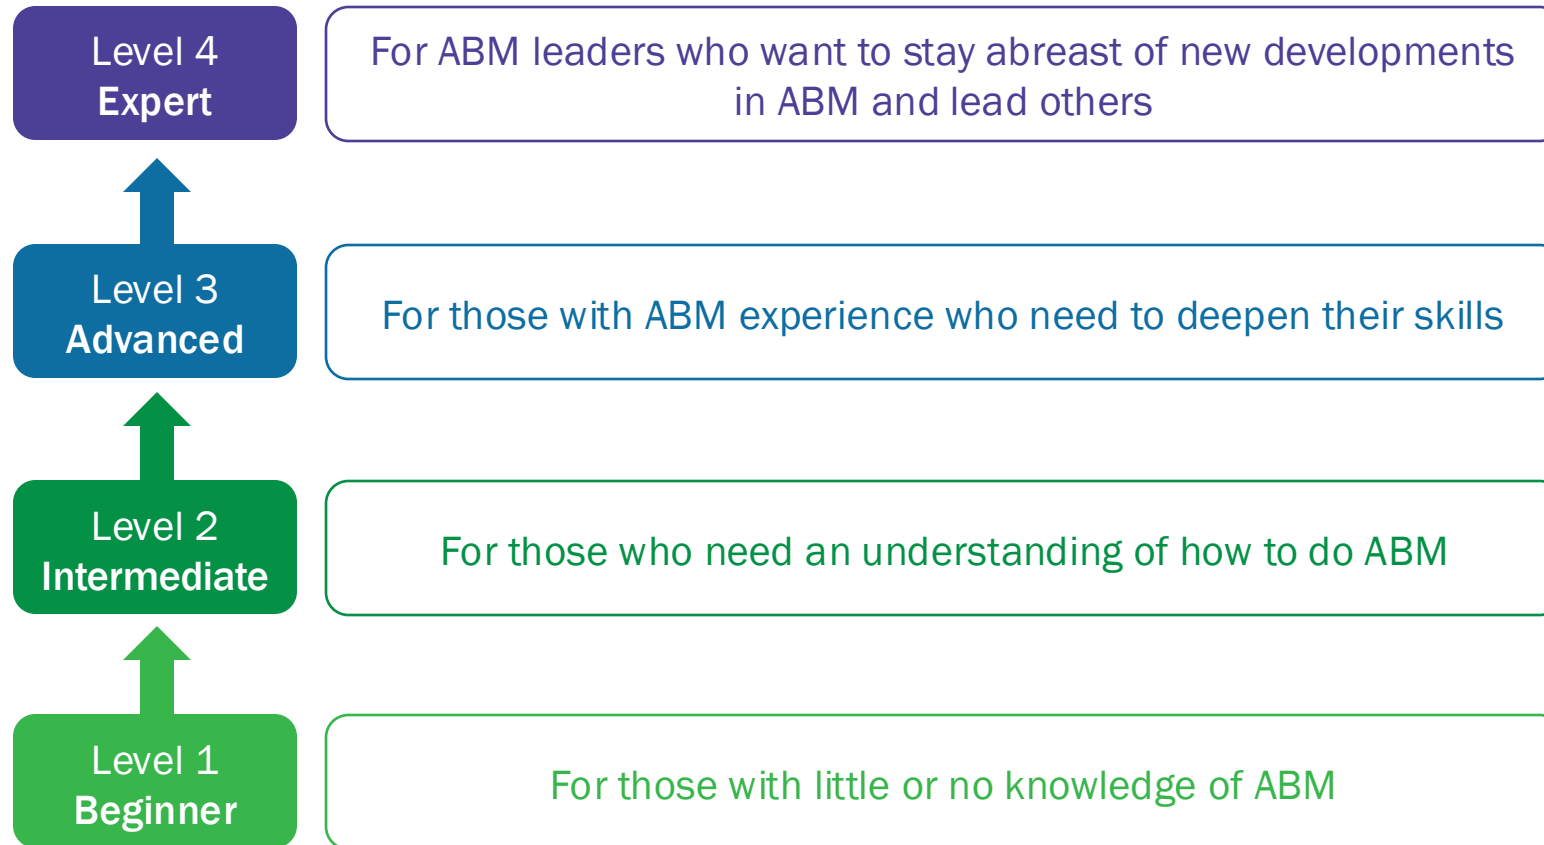 Level 4
Expert
For ABM leaders who want to stay abreast of new developments
in ABM and lead others
Level 3
Advanced
For those with ABM experience who need to deepen their skills
Level 2
Intermediate
For those who need an understanding of how to do ABM
Level 1
Beginner
For those with little or no knowledge of ABM